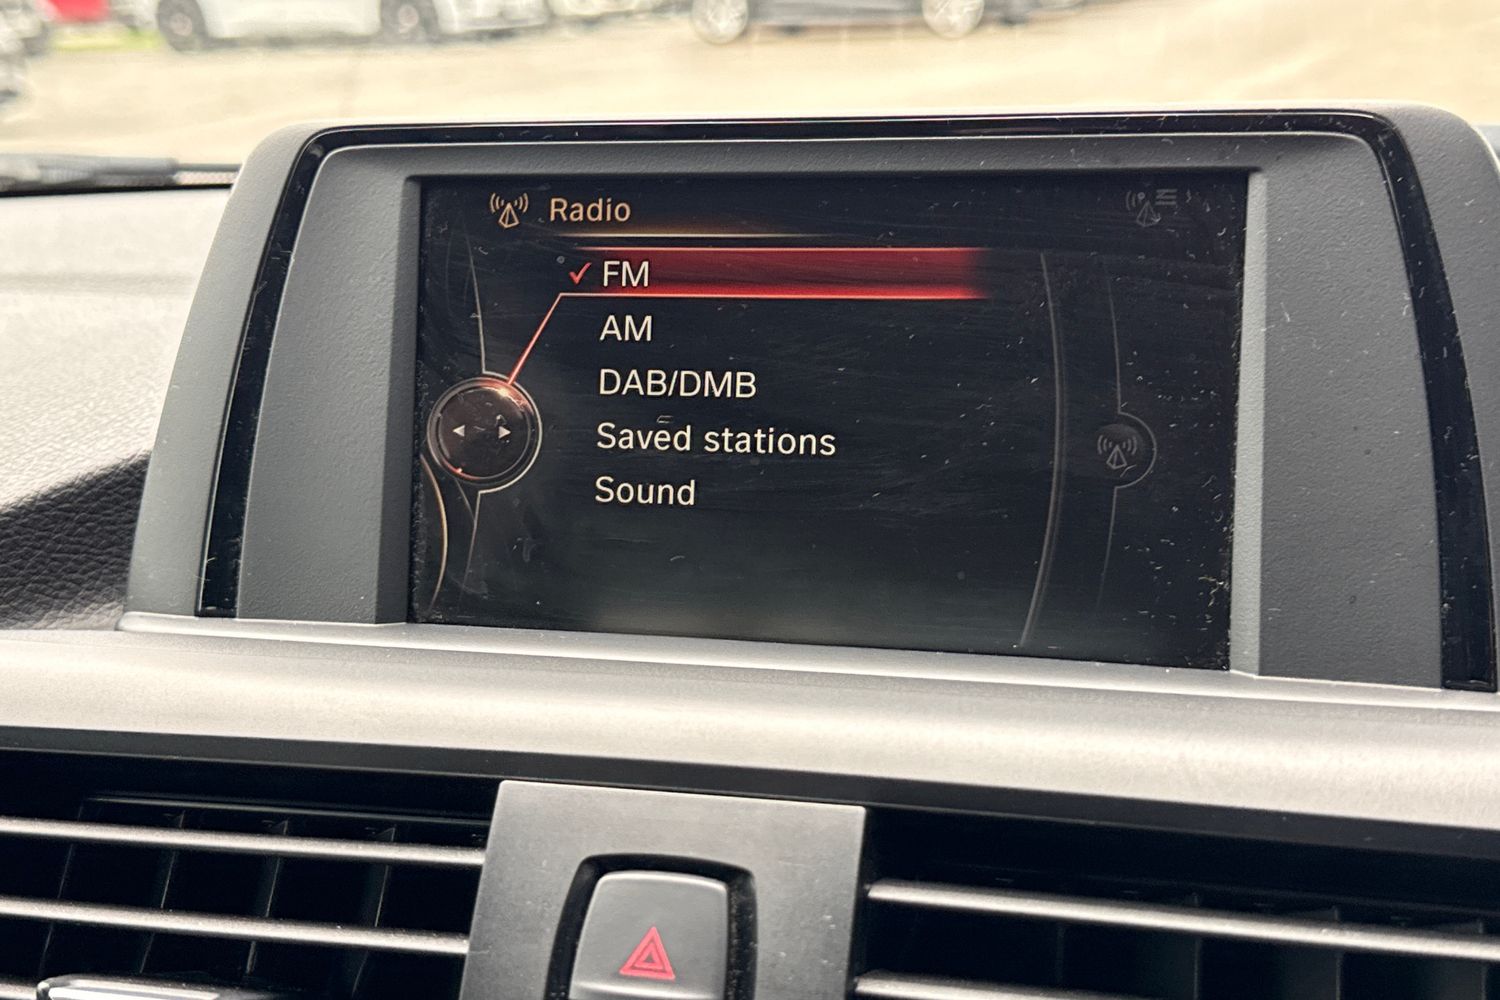 Radio
FM
AM
DAB/DMB
Saved stations
Sound